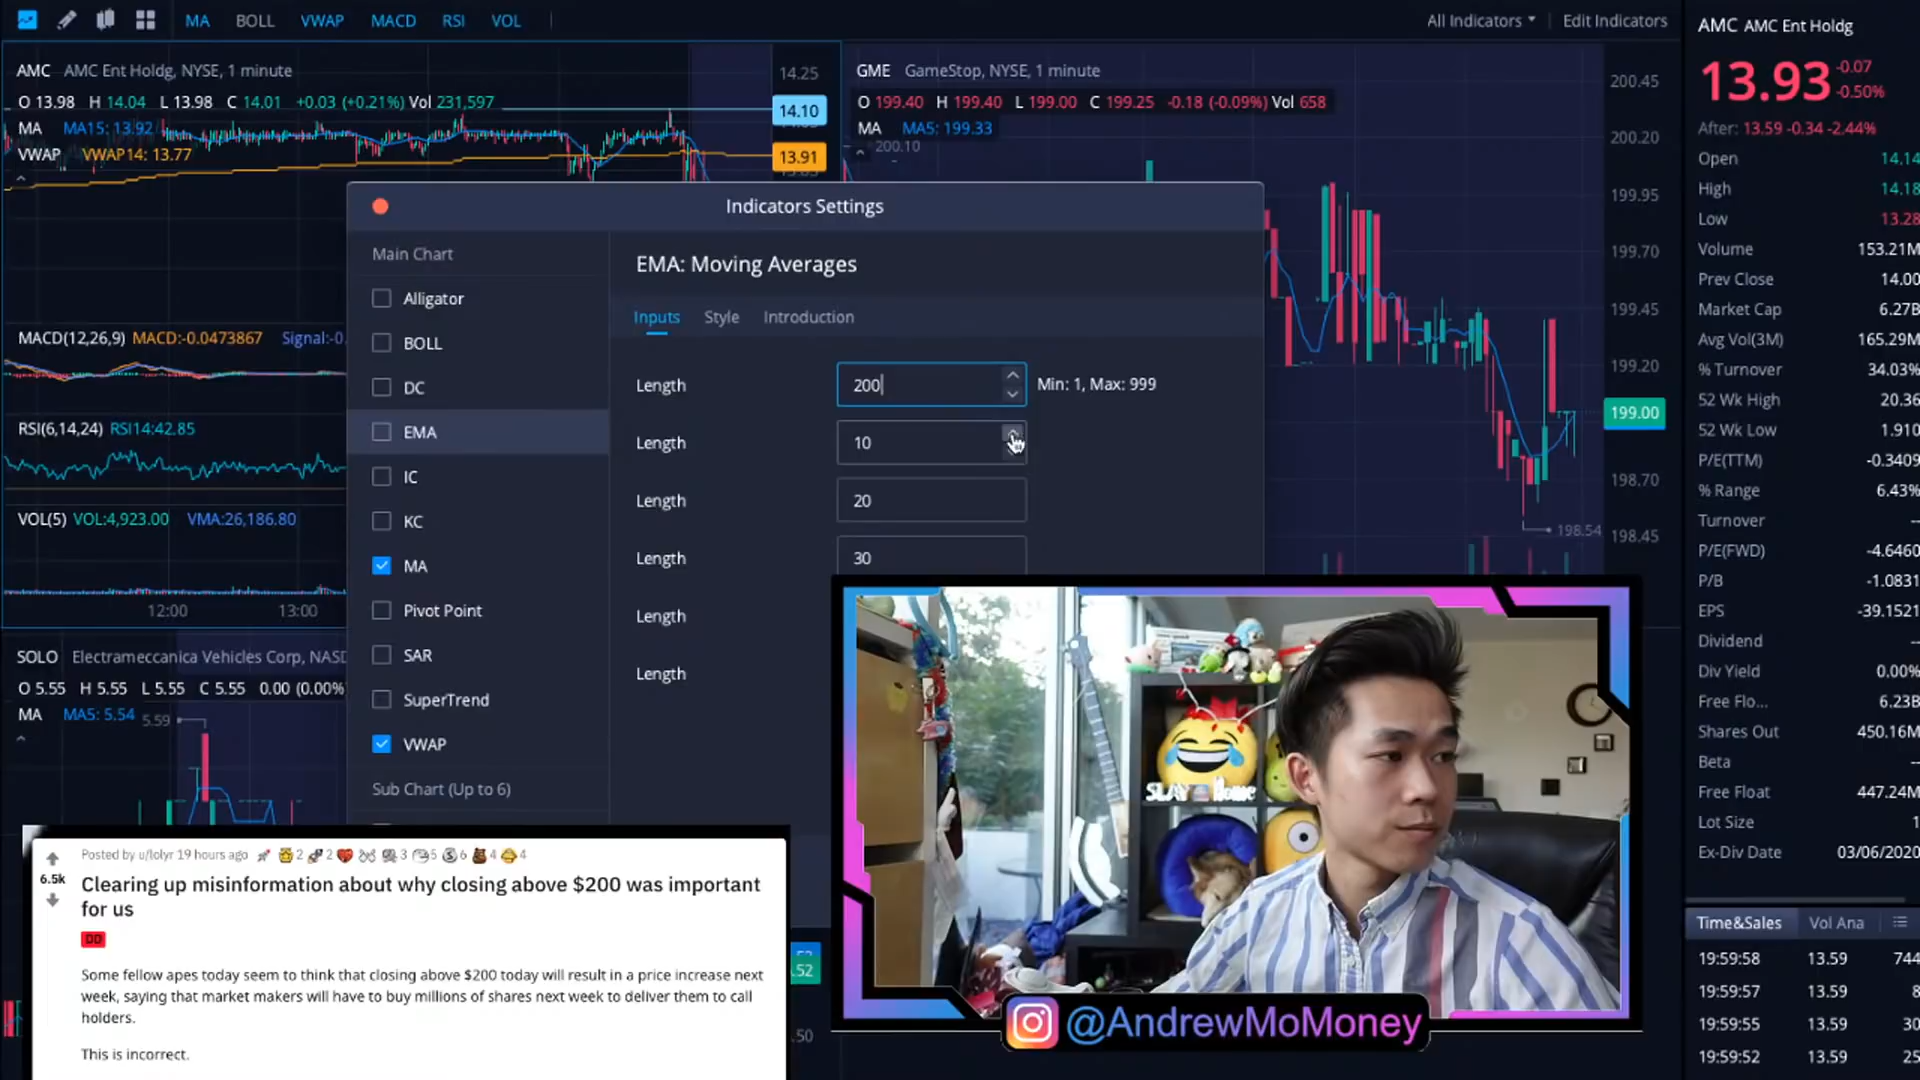 MA BOLL VWAP MACD RSI VOL All Indicators Edit Indicators
AMC AMC Ent Holdg, NYSE, 1 minute
O 13.98 H 14.04 L 13.98 C 14.01 +0.03 (+0.21%) Vol 231,597
MA MA15: 13.92
VWAP VWAP14: 13.77
14.25
14.10
13.91
MACD(12,26,9) MACD:-0.0473867 Signal:-0
RSI(6,14,24) RSI14:42.85
VOL(5) VOL:4,923.00 VMA:26,186.80
12:00 13:00
GME GameStop, NYSE, 1 minute
O 199.40 H 199.40 L 199.00 C 199.25 -0.18 (-0.09%) Vol 658
MA MA5: 199.33
200.10
200.45
200.20
199.95
199.70
199.45
199.20
199.00
198.70
198.54
198.45
Indicators Settings
Main Chart
Alligator
BOLL
DC
EMA
IC
KC
MA
Pivot Point
SAR
SuperTrend
VWAP
Sub Chart (Up to 6)
EMA: Moving Averages
Inputs Style Introduction
Length 200 Min: 1, Max: 999
Length 10
Length 20
Length 30
Length
Length
SOLO Electrameccanica Vehicles Corp, NASD
O 5.55 H 5.55 L 5.55 C 5.55 0.00 (0.00%)
MA MA5: 5.54
5.59
.52
.50
AMC AMC Ent Holdg
13.93 -0.07
-0.50%
After: 13.59 -0.34 -2.44%
Open 14.14
High 14.18
Low 13.28
Volume 153.21M
Prev Close 14.00
Market Cap 6.27B
Avg Vol(3M) 165.29M
% Turnover 34.03%
52 Wk High 20.36
52 Wk Low 1.910
P/E(TTM) -0.3409
% Range 6.43%
Turnover --
P/E(FWD) -4.6460
P/B -1.0831
EPS -39.1521
Dividend --
Div Yield 0.00%
Free Flo... 6.23B
Shares Out 450.16M
Beta --
Free Float 447.24M
Lot Size 1
Ex-Div Date 03/06/2020
Time&Sales Vol Ana
19:59:58 13.59 744
19:59:57 13.59 8
19:59:55 13.59 30
19:59:52 13.59 25
Posted by u/lolyr 19 hours ago 2 2 3 5 6 4 4
6.5k
Clearing up misinformation about why closing above $200 was important
for us
DD
Some fellow apes today seem to think that closing above $200 today will result in a price increase next
week, saying that market makers will have to buy millions of shares next week to deliver them to call
holders.
This is incorrect.
SLAY Home
@AndrewMoMoney